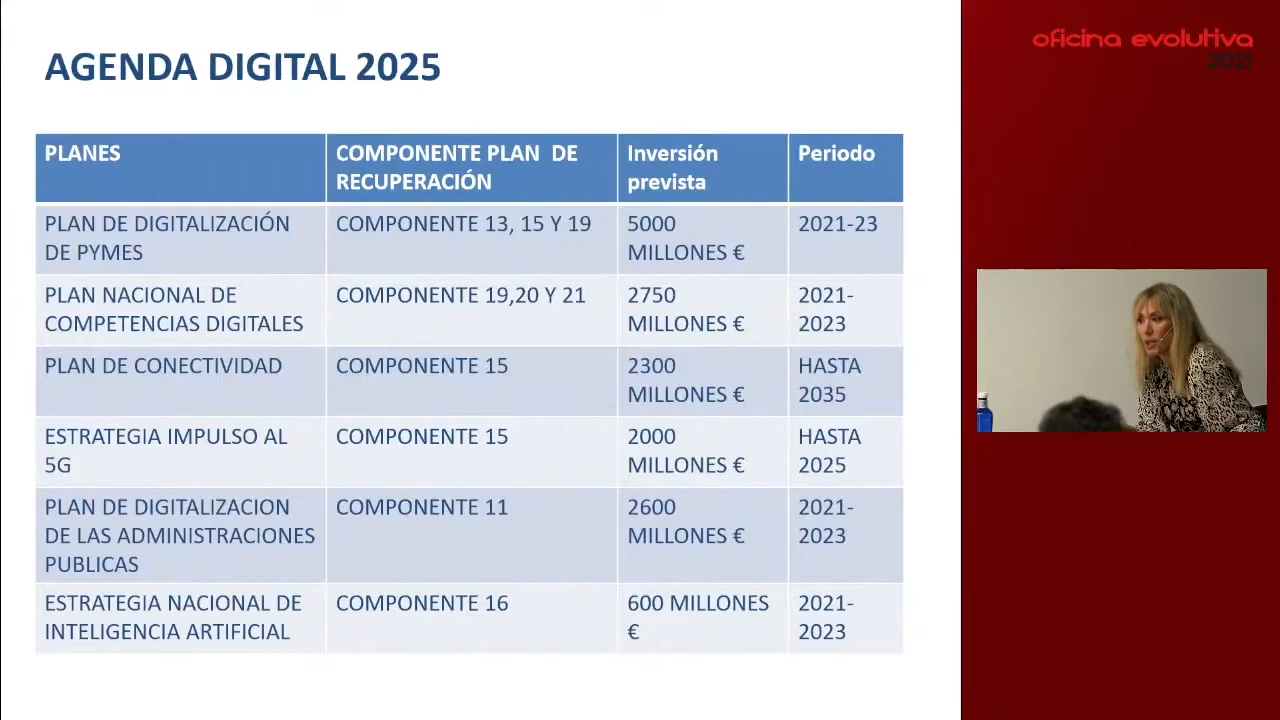 AGENDA DIGITAL 2025
oficina evolutiva
2021
PLANES
COMPONENTE PLAN DE
RECUPERACIÓN
Inversión
prevista
Periodo
PLAN DE DIGITALIZACIÓN
DE PYMES
COMPONENTE 13, 15 Y 19
5000
MILLONES €
2021-23
PLAN NACIONAL DE
COMPETENCIAS DIGITALES
COMPONENTE 19,20 Y 21
2750
MILLONES €
2021-
2023
PLAN DE CONECTIVIDAD
COMPONENTE 15
2300
MILLONES €
HASTA
2035
ESTRATEGIA IMPULSO AL
5G
COMPONENTE 15
2000
MILLONES €
HASTA
2025
PLAN DE DIGITALIZACION
DE LAS ADMINISTRACIONES
PUBLICAS
COMPONENTE 11
2600
MILLONES €
2021-
2023
ESTRATEGIA NACIONAL DE
INTELIGENCIA ARTIFICIAL
COMPONENTE 16
600 MILLONES
€
2021-
2023